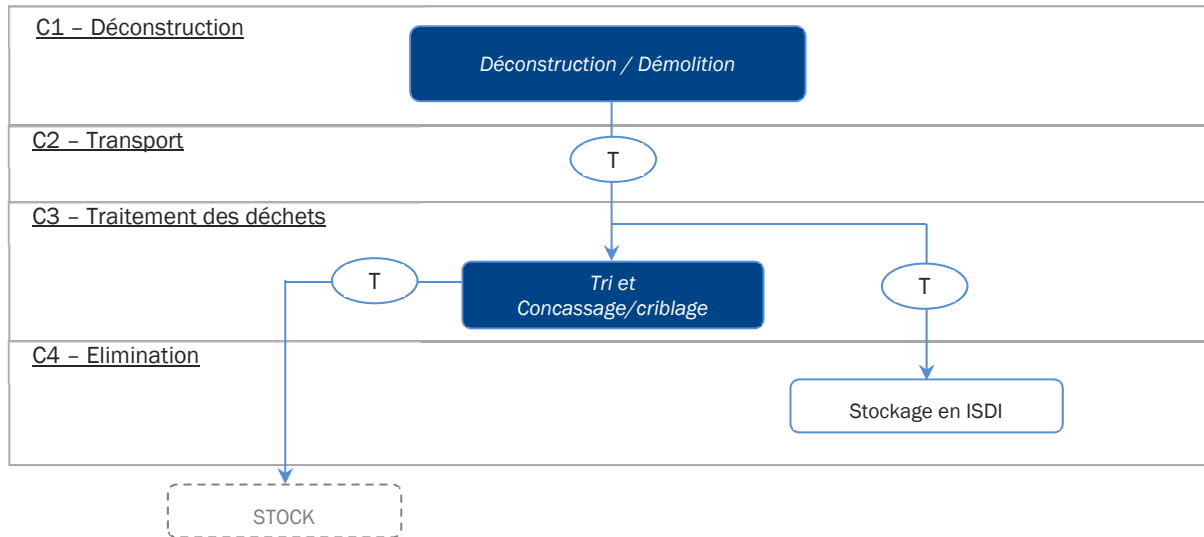 C1 – Déconstruction
Déconstruction / Démolition
C2 – Transport
T
C3 – Traitement des déchets
T
Tri et
Concassage/criblage
T
C4 – Elimination
Stockage en ISDI
STOCK